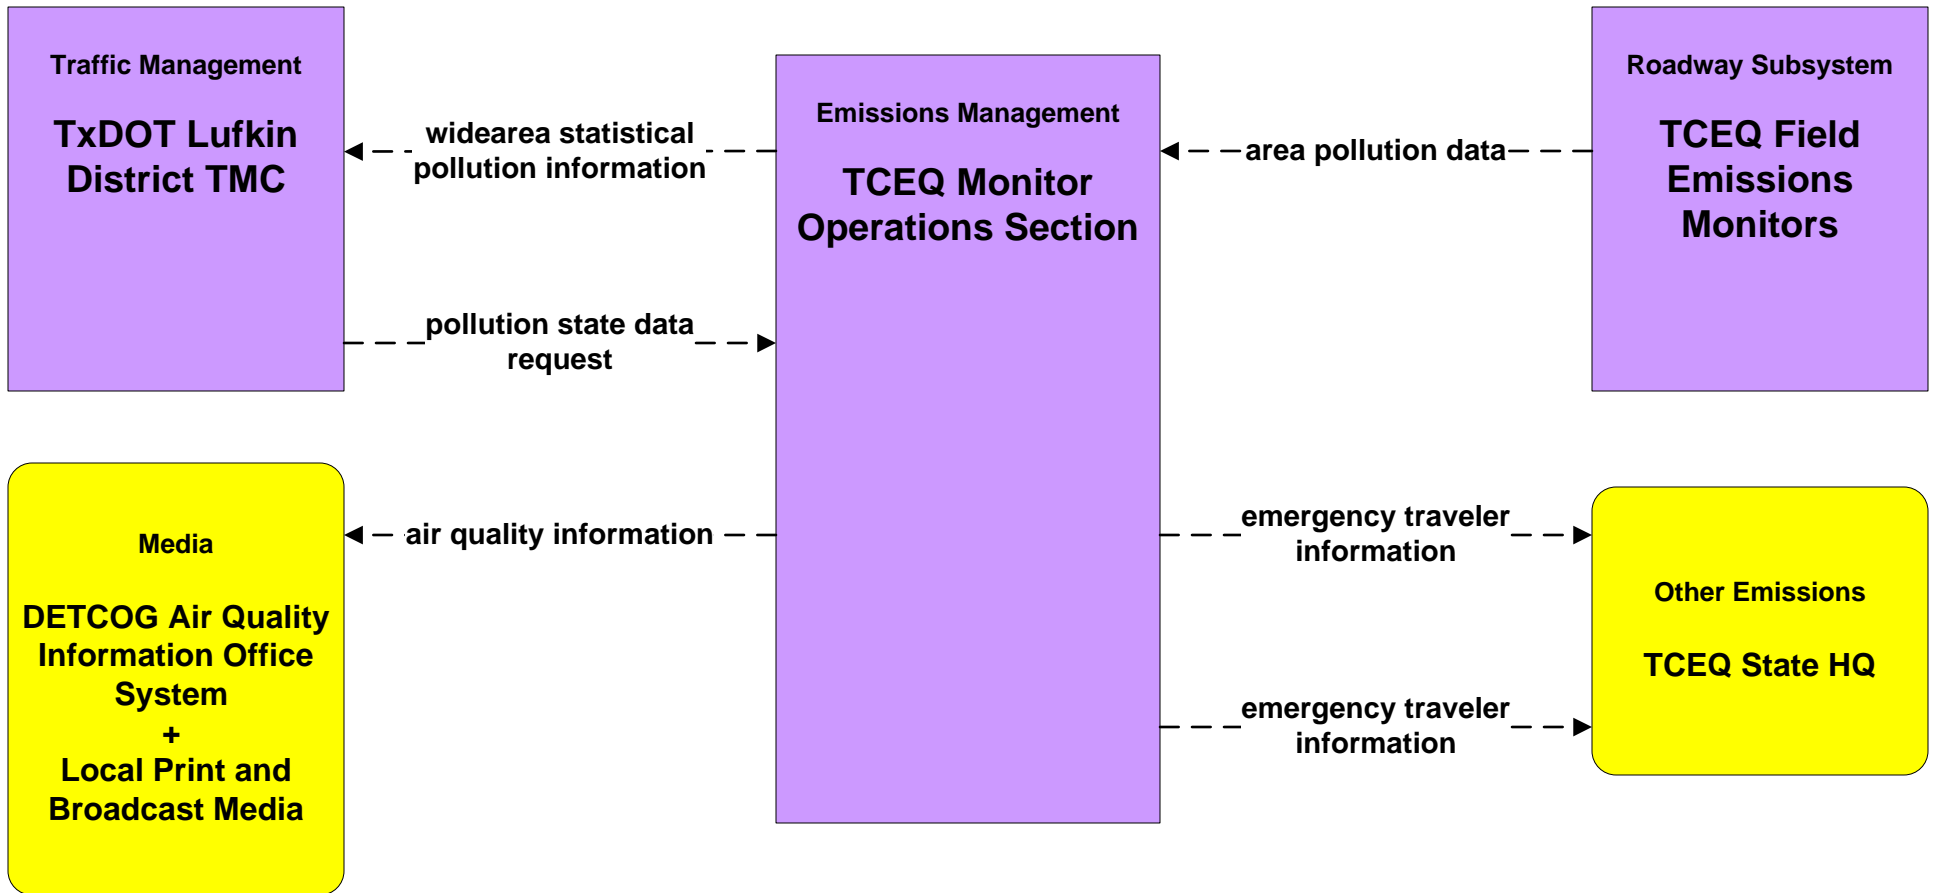 Traffic Management
TxDOT Lufkin
District TMC
widearea statistical
pollution information
pollution state data
request
Emissions Management
TCEQ Monitor
Operations Section
area pollution data
Roadway Subsystem
TCEQ Field
Emissions
Monitors
Media
DETCOG Air Quality
Information Office
System
+
Local Print and
Broadcast Media
air quality information
emergency traveler
information
emergency traveler
information
Other Emissions
TCEQ State HQ